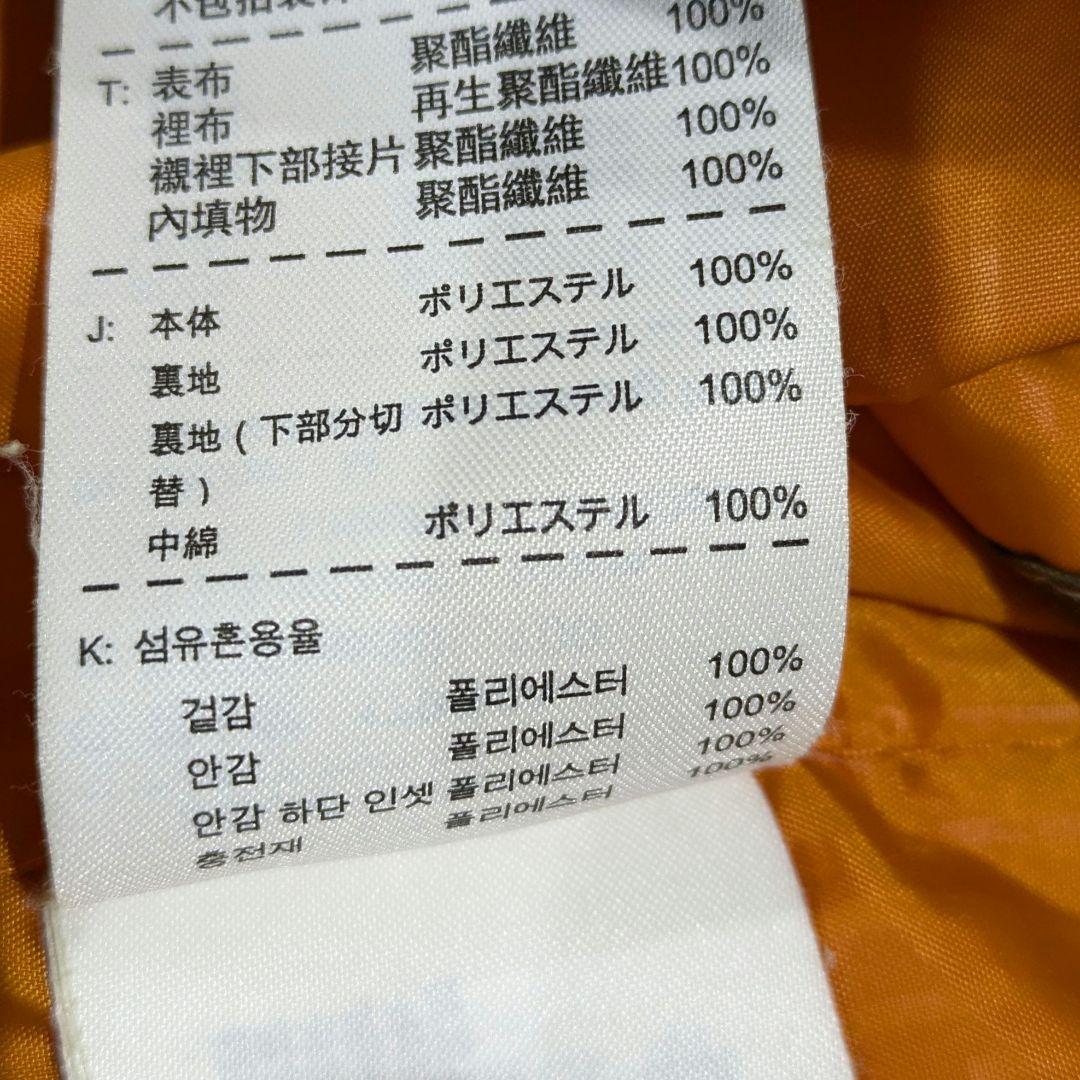 T: 表布 聚酯纖維 100%
裡布 再生聚酯纖維100%
襯裡下部接片 聚酯纖維 100%
內填物 聚酯纖維 100%
J: 本体 ポリエステル 100%
裏地 ポリエステル 100%
裏地(下部分切 ポリエステル 100%
替)
中綿 ポリエステル 100%
K: 섬유혼용율
겉감 폴리에스터 100%
안감 폴리에스터 100%
안감 하단 인셋 폴리에스터 100%
충전재 폴리에스터 100%